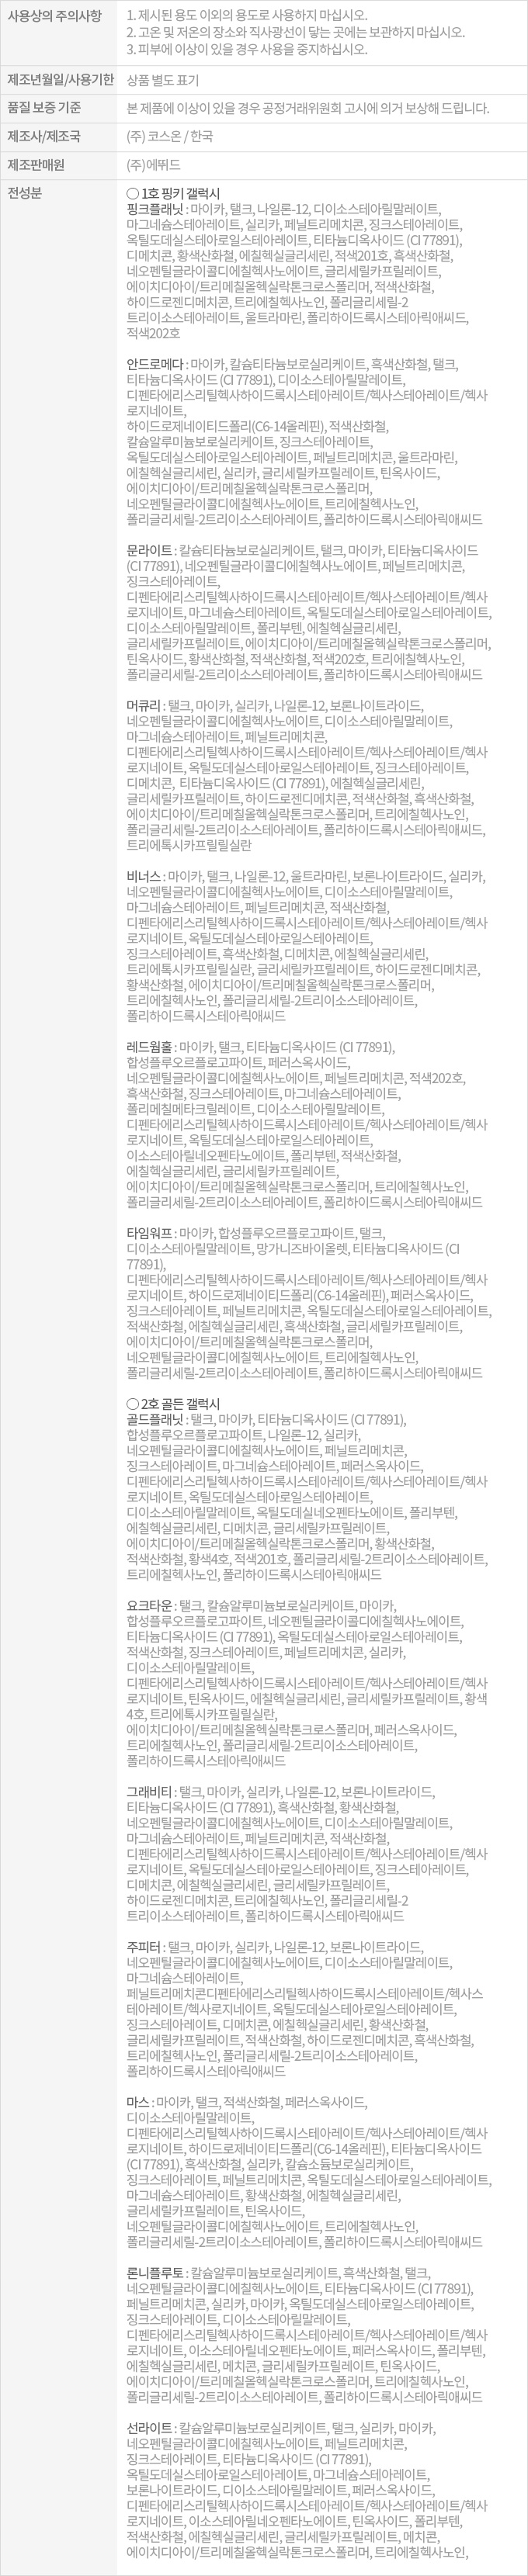 사용상의 주의사항
1. 제시된 용도 이외의 용도로 사용하지 마십시오.
2. 고온 및 저온의 장소와 직사광선이 닿는 곳에는 보관하지 마십시오.
3. 피부에 이상이 있을 경우 사용을 중지하십시오.
제조년월일/사용기한
상품 별도 표기
품질 보증 기준
본 제품에 이상이 있을 경우 공정거래위원회 고시에 의거 보상해 드립니다.
제조사/제조국
(주) 코스온 / 한국
제조판매원
(주)에뛰드
전성분
○ 1호 핑키 갤럭시
핑크플래닛 : 마이카, 탤크, 나일론-12, 디이소스테아릴말레이트,
마그네슘스테아레이트, 실리카, 페닐트리메치콘, 징크스테아레이트,
옥틸도데실스테아로일스테아레이트, 티타늄디옥사이드 (CI 77891),
디메치콘, 황색산화철, 에칠헥실글리세린, 적색201호, 흑색산화철,
네오펜틸글라이콜디에칠헥사노에이트, 글리세릴카프릴레이트,
에이치디아이/트리메칠올헥실락톤크로스폴리머, 적색산화철,
하이드로젠디메치콘, 트리에칠헥사노인, 폴리글리세릴-2
트리이소스테아레이트, 울트라마린, 폴리하이드록시스테아릭애씨드,
적색202호
안드로메다 : 마이카, 칼슘티타늄보로실리케이트, 흑색산화철, 탤크,
티타늄디옥사이드 (CI 77891), 디이소스테아릴말레이트,
디펜타에리스리틸헥사하이드록시스테아레이트/헥사스테아레이트/헥사
로지네이트,
하이드로제네이티드폴리(C6-14올레핀), 적색산화철,
칼슘알루미늄보로실리케이트, 징크스테아레이트,
옥틸도데실스테아로일스테아레이트, 페닐트리메치콘, 울트라마린,
에칠헥실글리세린, 실리카, 글리세릴카프릴레이트, 틴옥사이드,
에이치디아이/트리메칠올헥실락톤크로스폴리머,
네오펜틸글라이콜디에칠헥사노에이트, 트리에칠헥사노인,
폴리글리세릴-2트리이소스테아레이트, 폴리하이드록시스테아릭애씨드
문라이트 : 칼슘티타늄보로실리케이트, 탤크, 마이카, 티타늄디옥사이드
(CI 77891), 네오펜틸글라이콜디에칠헥사노에이트, 페닐트리메치콘,
징크스테아레이트,
디펜타에리스리틸헥사하이드록시스테아레이트/헥사스테아레이트/헥사
로지네이트, 마그네슘스테아레이트, 옥틸도데실스테아로일스테아레이트,
디이소스테아릴말레이트, 폴리부텐, 에칠헥실글리세린,
글리세릴카프릴레이트, 에이치디아이/트리메칠올헥실락톤크로스폴리머,
틴옥사이드, 황색산화철, 적색산화철, 적색202호, 트리에칠헥사노인,
폴리글리세릴-2트리이소스테아레이트, 폴리하이드록시스테아릭애씨드
머큐리 : 탤크, 마이카, 실리카, 나일론-12, 보론나이트라이드,
네오펜틸글라이콜디에칠헥사노에이트, 디이소스테아릴말레이트,
마그네슘스테아레이트, 페닐트리메치콘,
디펜타에리스리틸헥사하이드록시스테아레이트/헥사스테아레이트/헥사
로지네이트, 옥틸도데실스테아로일스테아레이트, 징크스테아레이트,
디메치콘, 티타늄디옥사이드 (CI 77891), 에칠헥실글리세린,
글리세릴카프릴레이트, 하이드로젠디메치콘, 적색산화철, 흑색산화철,
에이치디아이/트리메칠올헥실락톤크로스폴리머, 트리에칠헥사노인,
폴리글리세릴-2트리이소스테아레이트, 폴리하이드록시스테아릭애씨드,
트리에톡시카프릴릴실란
비너스 : 마이카, 탤크, 나일론-12, 울트라마린, 보론나이트라이드, 실리카,
네오펜틸글라이콜디에칠헥사노에이트, 디이소스테아릴말레이트,
마그네슘스테아레이트, 페닐트리메치콘, 적색산화철,
디펜타에리스리틸헥사하이드록시스테아레이트/헥사스테아레이트/헥사
로지네이트, 옥틸도데실스테아로일스테아레이트,
징크스테아레이트, 흑색산화철, 디메치콘, 에칠헥실글리세린,
트리에톡시카프릴릴실란, 글리세릴카프릴레이트, 하이드로젠디메치콘,
황색산화철, 에이치디아이/트리메칠올헥실락톤크로스폴리머,
트리에칠헥사노인, 폴리글리세릴-2트리이소스테아레이트,
폴리하이드록시스테아릭애씨드
레드웜홀 : 마이카, 탤크, 티타늄디옥사이드 (CI 77891),
합성플루오르플로고파이트, 페러스옥사이드,
네오펜틸글라이콜디에칠헥사노에이트, 페닐트리메치콘, 적색202호,
흑색산화철, 징크스테아레이트, 마그네슘스테아레이트,
폴리메칠메타크릴레이트, 디이소스테아릴말레이트,
디펜타에리스리틸헥사하이드록시스테아레이트/헥사스테아레이트/헥사
로지네이트, 옥틸도데실스테아로일스테아레이트,
이소스테아릴네오펜타노에이트, 폴리부텐, 적색산화철,
에칠헥실글리세린, 글리세릴카프릴레이트,
에이치디아이/트리메칠올헥실락톤크로스폴리머, 트리에칠헥사노인,
폴리글리세릴-2트리이소스테아레이트, 폴리하이드록시스테아릭애씨드
타임워프 : 마이카, 합성플루오르플로고파이트, 탤크,
디이소스테아릴말레이트, 망가니즈바이올렛, 티타늄디옥사이드 (CI
77891),
디펜타에리스리틸헥사하이드록시스테아레이트/헥사스테아레이트/헥사
로지네이트, 하이드로제네이티드폴리(C6-14올레핀), 페러스옥사이드,
징크스테아레이트, 페닐트리메치콘, 옥틸도데실스테아로일스테아레이트,
적색산화철, 에칠헥실글리세린, 흑색산화철, 글리세릴카프릴레이트,
에이치디아이/트리메칠올헥실락톤크로스폴리머,
네오펜틸글라이콜디에칠헥사노에이트, 트리에칠헥사노인,
폴리글리세릴-2트리이소스테아레이트, 폴리하이드록시스테아릭애씨드
○ 2호 골든 갤럭시
골드플래닛 : 탤크, 마이카, 티타늄디옥사이드 (CI 77891),
합성플루오르플로고파이트, 나일론-12, 실리카,
네오펜틸글라이콜디에칠헥사노에이트, 페닐트리메치콘,
징크스테아레이트, 마그네슘스테아레이트, 페러스옥사이드,
디펜타에리스리틸헥사하이드록시스테아레이트/헥사스테아레이트/헥사
로지네이트, 옥틸도데실스테아로일스테아레이트,
디이소스테아릴말레이트, 옥틸도데실네오펜타노에이트, 폴리부텐,
에칠헥실글리세린, 디메치콘, 글리세릴카프릴레이트,
에이치디아이/트리메칠올헥실락톤크로스폴리머, 황색산화철,
적색산화철, 황색4호, 적색201호, 폴리글리세릴-2트리이소스테아레이트,
트리에칠헥사노인, 폴리하이드록시스테아릭애씨드
요크타운 : 탤크, 칼슘알루미늄보로실리케이트, 마이카,
합성플루오르플로고파이트, 네오펜틸글라이콜디에칠헥사노에이트,
티타늄디옥사이드 (CI 77891), 옥틸도데실스테아로일스테아레이트,
적색산화철, 징크스테아레이트, 페닐트리메치콘, 실리카,
디이소스테아릴말레이트,
디펜타에리스리틸헥사하이드록시스테아레이트/헥사스테아레이트/헥사
로지네이트, 틴옥사이드, 에칠헥실글리세린, 글리세릴카프릴레이트, 황색
4호, 트리에톡시카프릴릴실란,
에이치디아이/트리메칠올헥실락톤크로스폴리머, 페러스옥사이드,
트리에칠헥사노인, 폴리글리세릴-2트리이소스테아레이트,
폴리하이드록시스테아릭애씨드
그래비티 : 탤크, 마이카, 실리카, 나일론-12, 보론나이트라이드,
티타늄디옥사이드 (CI 77891), 흑색산화철, 황색산화철,
네오펜틸글라이콜디에칠헥사노에이트, 디이소스테아릴말레이트,
마그네슘스테아레이트, 페닐트리메치콘, 적색산화철,
디펜타에리스리틸헥사하이드록시스테아레이트/헥사스테아레이트/헥사
로지네이트, 옥틸도데실스테아로일스테아레이트, 징크스테아레이트,
디메치콘, 에칠헥실글리세린, 글리세릴카프릴레이트,
하이드로젠디메치콘, 트리에칠헥사노인, 폴리글리세릴-2
트리이소스테아레이트, 폴리하이드록시스테아릭애씨드
주피터 : 탤크, 마이카, 실리카, 나일론-12, 보론나이트라이드,
네오펜틸글라이콜디에칠헥사노에이트, 디이소스테아릴말레이트,
마그네슘스테아레이트,
페닐트리메치콘디펜타에리스리틸헥사하이드록시스테아레이트/헥사스
테아레이트/헥사로지네이트, 옥틸도데실스테아로일스테아레이트,
징크스테아레이트, 디메치콘, 에칠헥실글리세린, 황색산화철,
글리세릴카프릴레이트, 적색산화철, 하이드로젠디메치콘, 흑색산화철,
트리에칠헥사노인, 폴리글리세릴-2트리이소스테아레이트,
폴리하이드록시스테아릭애씨드
마스 : 마이카, 탤크, 적색산화철, 페러스옥사이드,
디이소스테아릴말레이트,
디펜타에리스리틸헥사하이드록시스테아레이트/헥사스테아레이트/헥사
로지네이트, 하이드로제네이티드폴리(C6-14올레핀), 티타늄디옥사이드
(CI 77891), 흑색산화철, 실리카, 칼슘소듐보로실리케이트,
징크스테아레이트, 페닐트리메치콘, 옥틸도데실스테아로일스테아레이트,
마그네슘스테아레이트, 황색산화철, 에칠헥실글리세린,
글리세릴카프릴레이트, 틴옥사이드,
네오펜틸글라이콜디에칠헥사노에이트, 트리에칠헥사노인,
폴리글리세릴-2트리이소스테아레이트, 폴리하이드록시스테아릭애씨드
론니플루토 : 칼슘알루미늄보로실리케이트, 흑색산화철, 탤크,
네오펜틸글라이콜디에칠헥사노에이트, 티타늄디옥사이드 (CI 77891),
페닐트리메치콘, 실리카, 마이카, 옥틸도데실스테아로일스테아레이트,
징크스테아레이트, 디이소스테아릴말레이트,
디펜타에리스리틸헥사하이드록시스테아레이트/헥사스테아레이트/헥사
로지네이트, 이소스테아릴네오펜타노에이트, 페러스옥사이드, 폴리부텐,
에칠헥실글리세린, 메치콘, 글리세릴카프릴레이트, 틴옥사이드,
에이치디아이/트리메칠올헥실락톤크로스폴리머, 트리에칠헥사노인,
폴리글리세릴-2트리이소스테아레이트, 폴리하이드록시스테아릭애씨드
선라이트 : 칼슘알루미늄보로실리케이트, 탤크, 실리카, 마이카,
네오펜틸글라이콜디에칠헥사노에이트, 페닐트리메치콘,
징크스테아레이트, 티타늄디옥사이드 (CI 77891),
옥틸도데실스테아로일스테아레이트, 마그네슘스테아레이트,
보론나이트라이드, 디이소스테아릴말레이트, 페러스옥사이드,
디펜타에리스리틸헥사하이드록시스테아레이트/헥사스테아레이트/헥사
로지네이트, 이소스테아릴네오펜타노에이트, 틴옥사이드, 폴리부텐,
적색산화철, 에칠헥실글리세린, 글리세릴카프릴레이트, 메치콘,
에이치디아이/트리메칠올헥실락톤크로스폴리머, 트리에칠헥사노인,